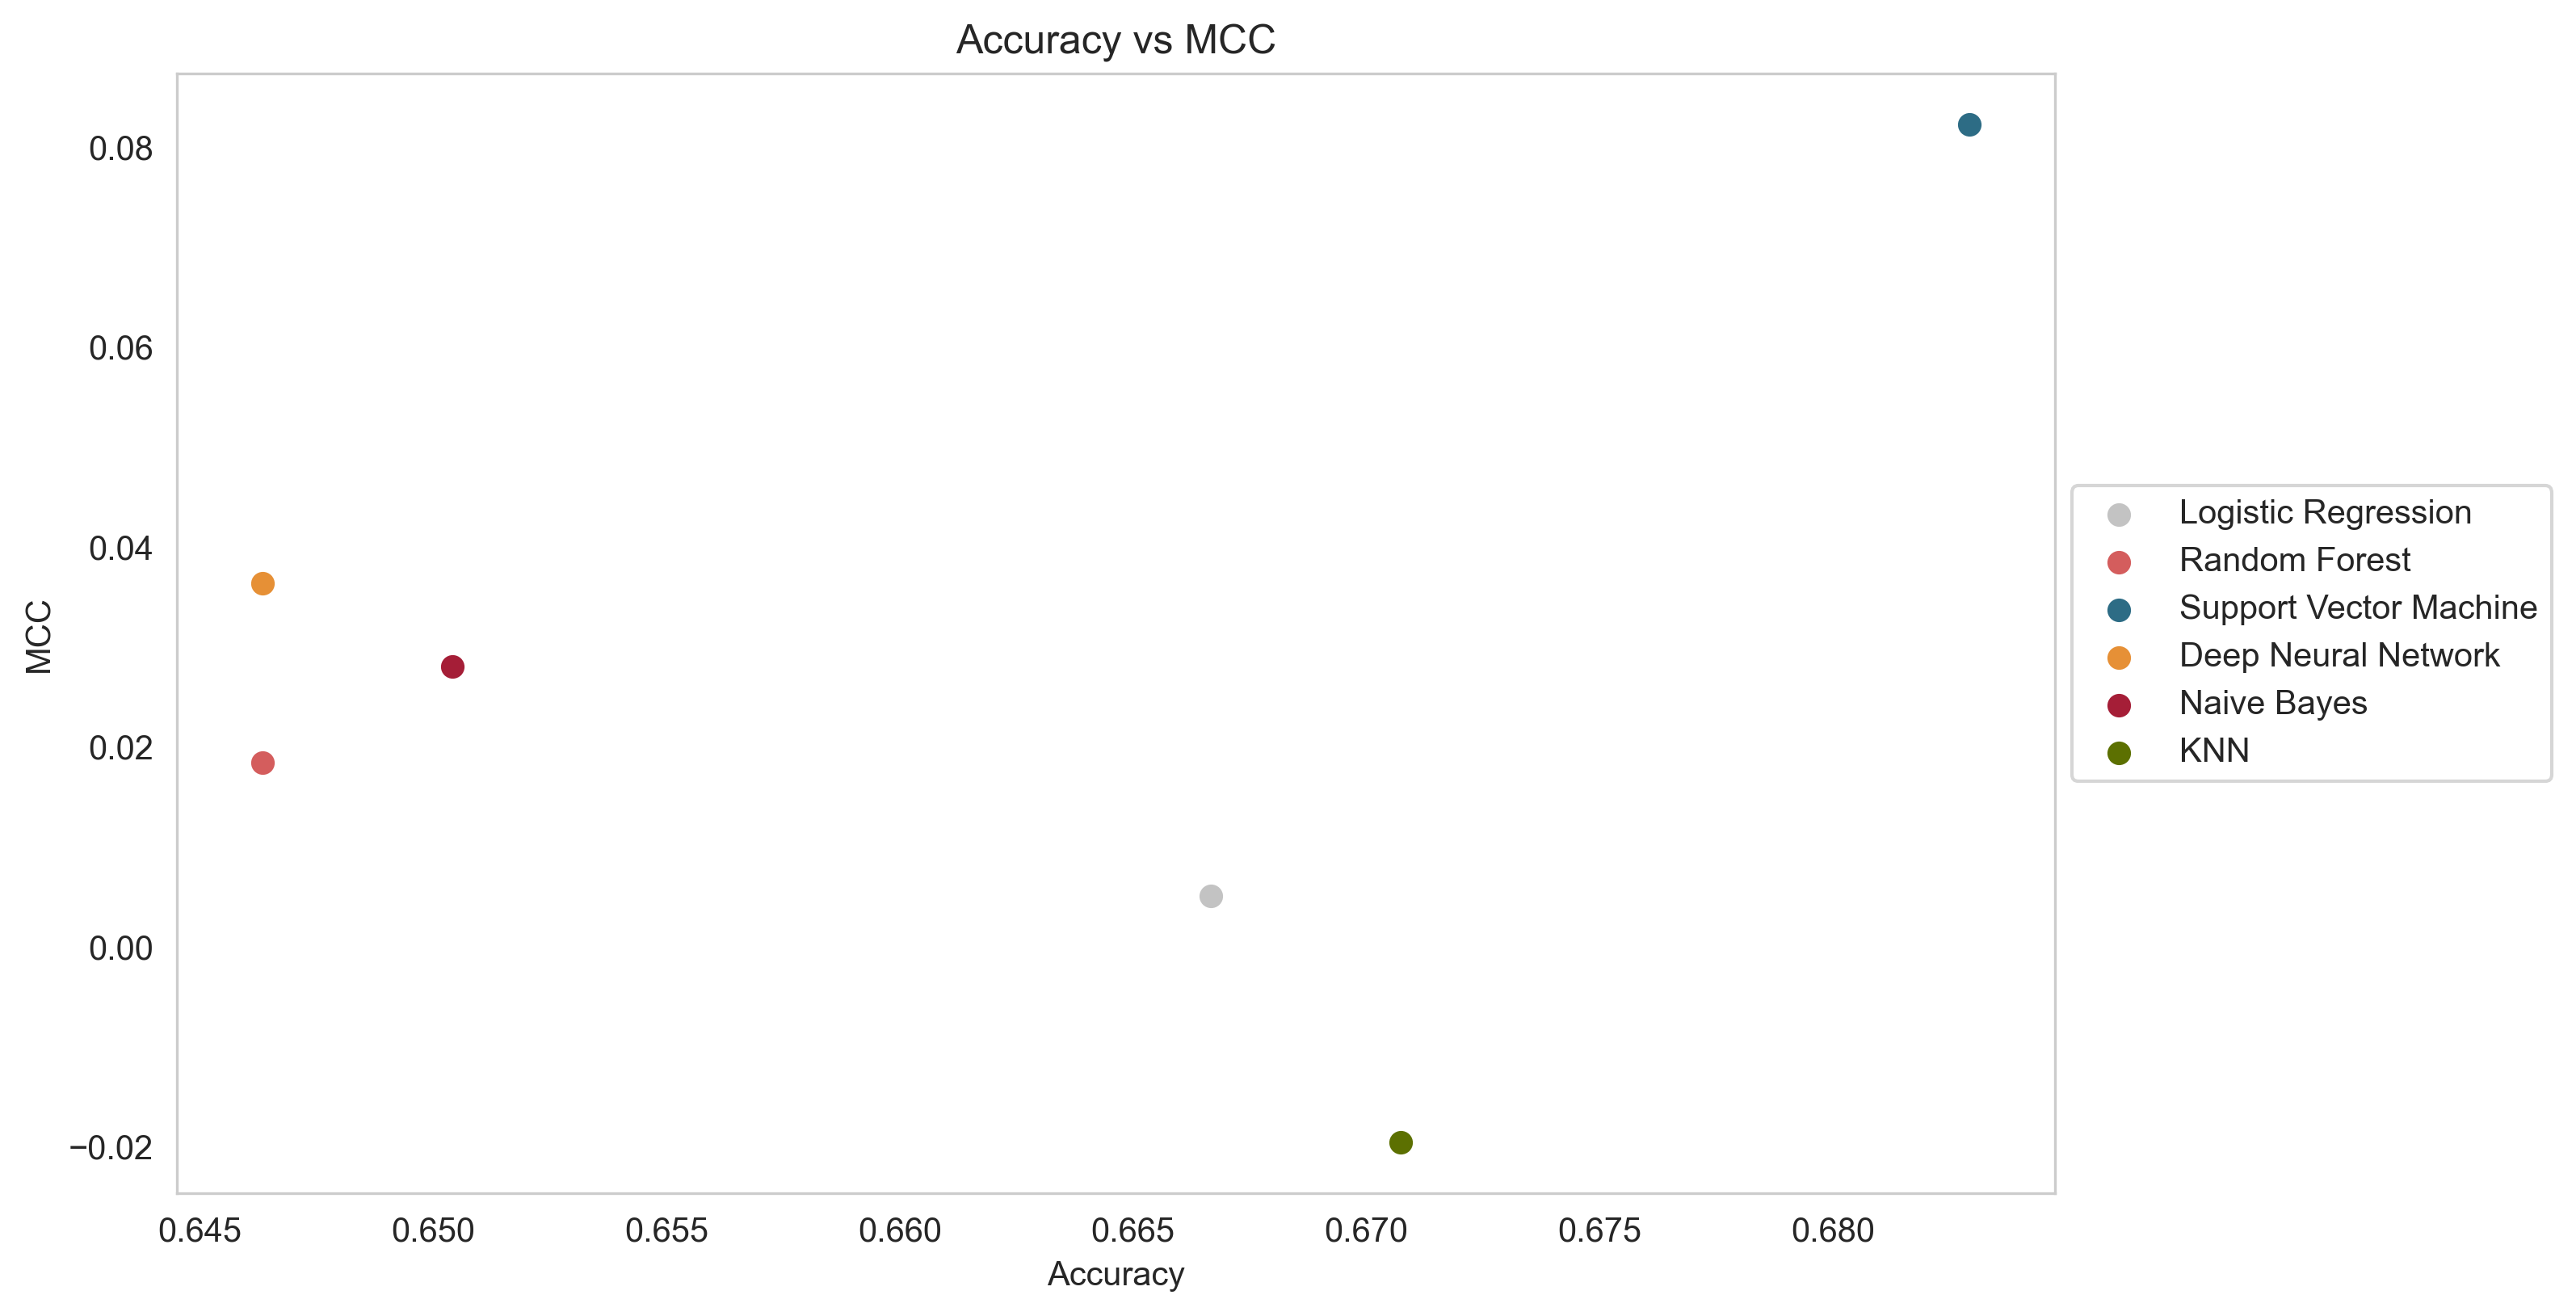 Accuracy vs MCC
0.08
0.06
0.04
0.02
0.00
−0.02
MCC
0.645 0.650 0.655 0.660 0.665 0.670 0.675 0.680
Accuracy
Logistic Regression
Random Forest
Support Vector Machine
Deep Neural Network
Naive Bayes
KNN